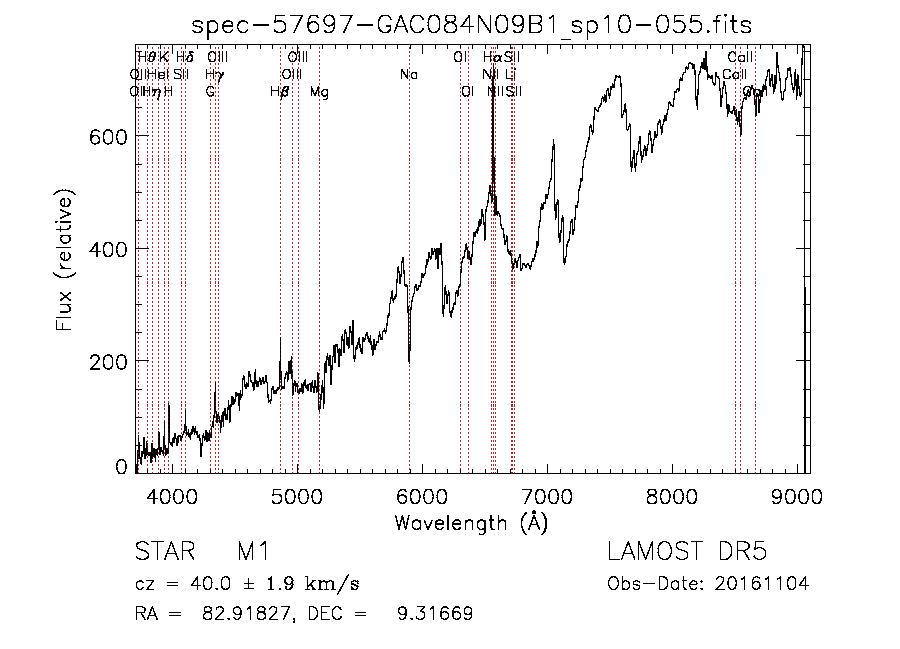 spec-57697-GAC084N09B1_sp10-055.fits
Hθ K Hδ OIII OIII OI Hα SII CaII
OII HeI SII Hγ OIII Na NII Li CaII
OII Hη H G Hβ Mg OI NII SII CaII
600
400
200
0
Flux (relative)
4000 5000 6000 7000 8000 9000
Wavelength (Å)
STAR M1 LAMOST DR5
cz = 40.0 ± 1.9 km/s Obs-Date: 20161104
RA = 82.91827, DEC = 9.31669